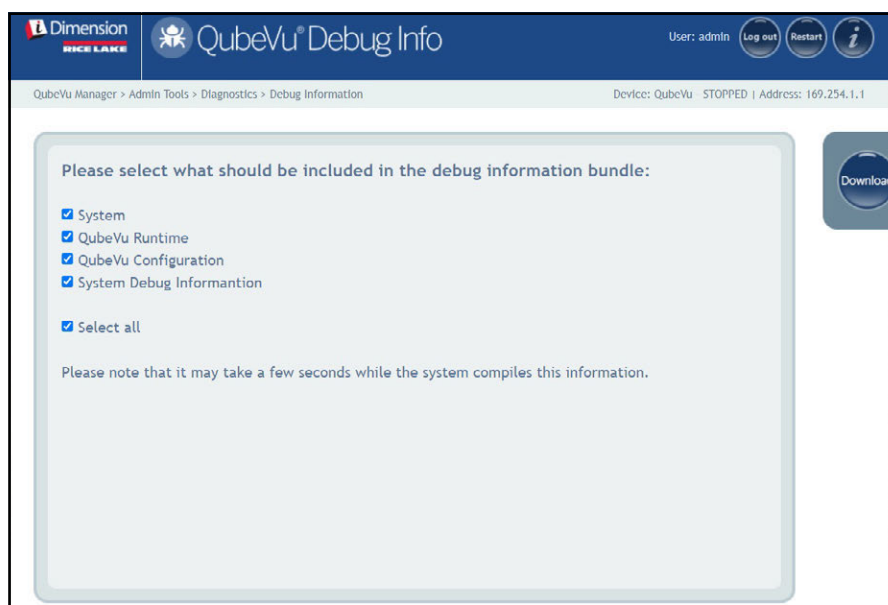 iDimension
RICE LAKE
QubeVu® Debug Info
User: admin
Log out
Restart
i
QubeVu Manager > Admin Tools > Diagnostics > Debug Information
Device: QubeVu STOPPED | Address: 169.254.1.1
Please select what should be included in the debug information bundle:
Download
System
QubeVu Runtime
QubeVu Configuration
System Debug Informantion
Select all
Please note that it may take a few seconds while the system compiles this information.